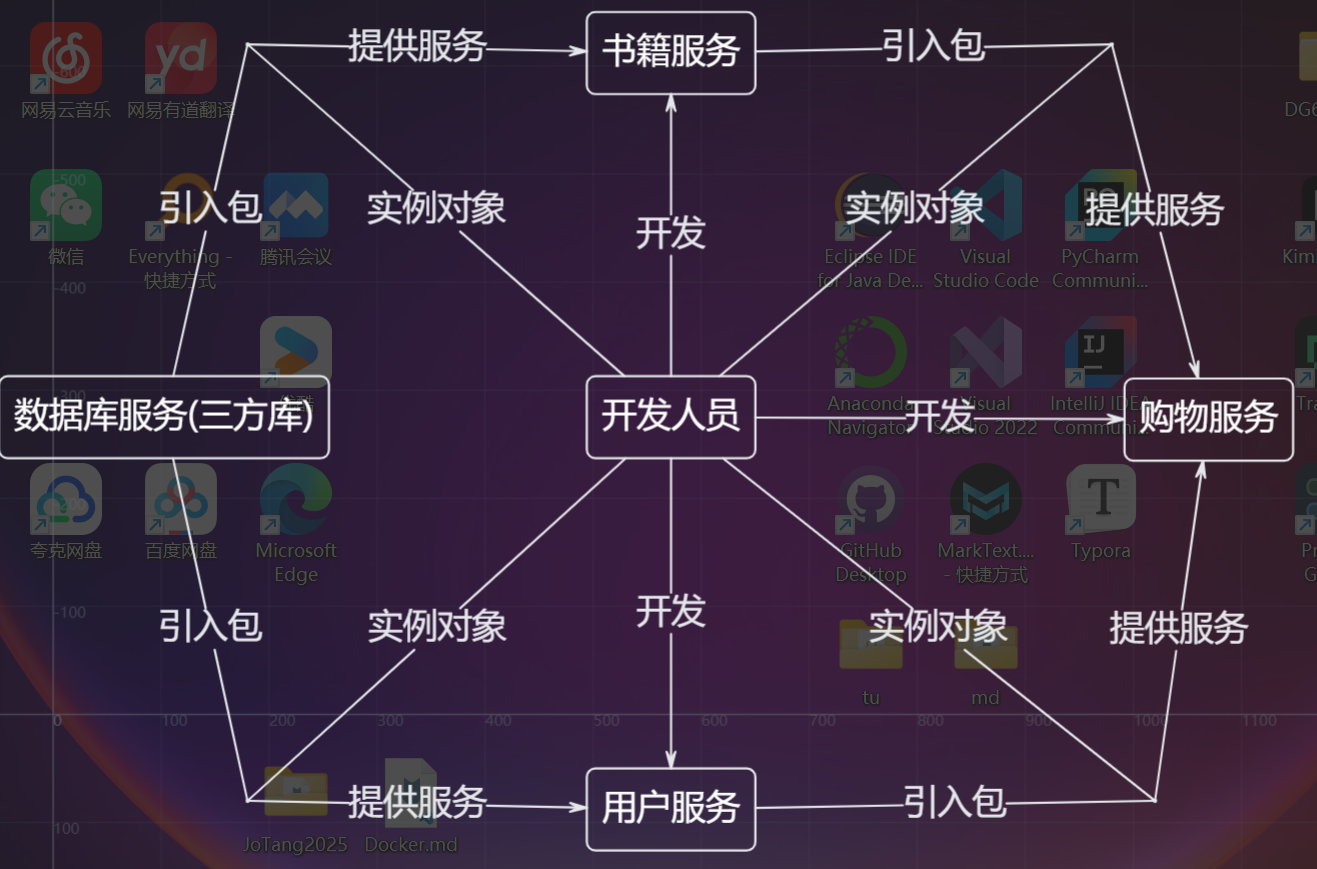 提供服务
书籍服务
引入包
yd
网易云音乐
网易有道翻译
引入包
实例对象
开发
实例对象
提供服务
-500
微信
Everything -
快捷方式
腾讯会议
Eclipse IDE
for Java De...
Visual
Studio Code
PyCharm
Communi...
-400
IJ
数据库服务(三方库)
开发人员
开发
购物服务
Anaconda
Navigator
Visual
Studio 2022
IntelliJ IDEA
Communi...
T
夸克网盘
百度网盘
Microsoft
Edge
GitHub
Desktop
MarkText....
- 快捷方式
Typora
-100
引入包
实例对象
开发
实例对象
提供服务
tu
md
0
100
200
300
400
500
600
700
800
900
1000
1100
提供服务
用户服务
引入包
100
JoTang2025
Docker.md